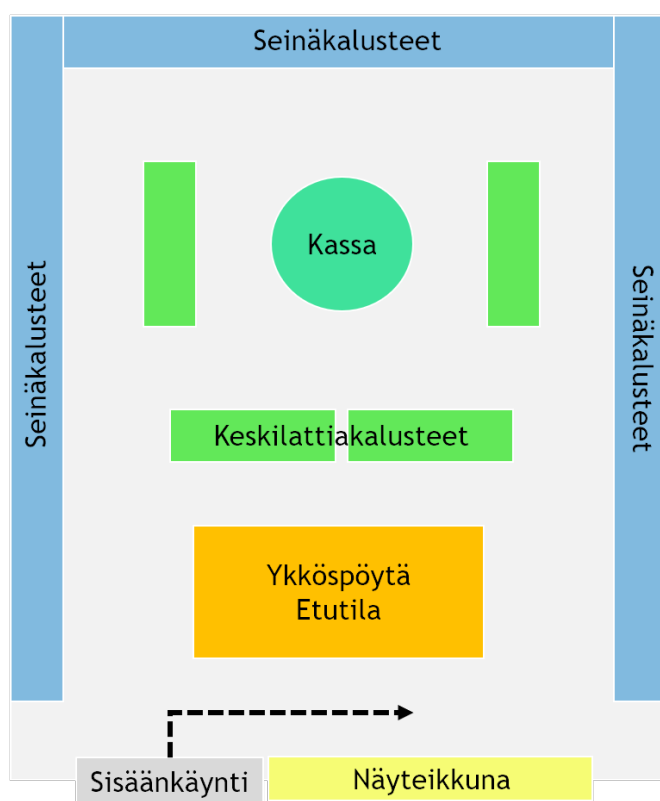 Seinäkalusteet
Seinäkalusteet
Seinäkalusteet
Kassa
Keskilattiakalusteet
Ykköspöytä
Etutila
Sisäänkäynti
Näyteikkuna